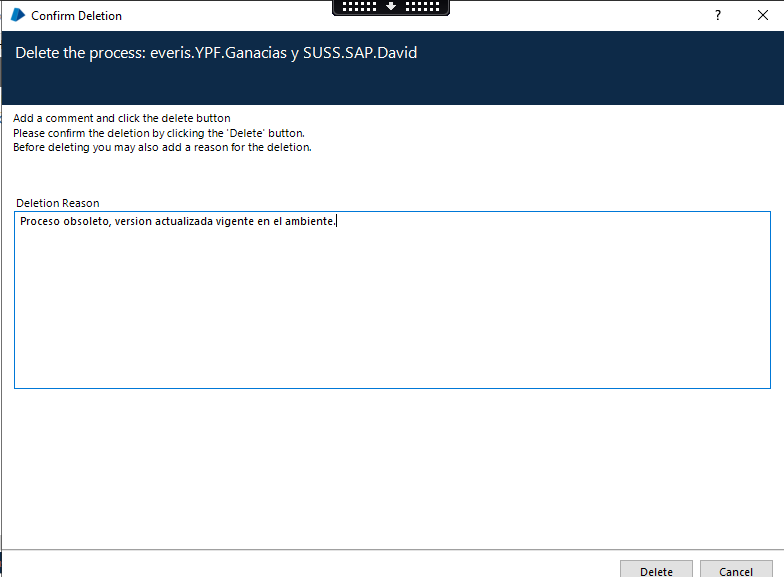 Confirm Deletion
?
Delete the process: everis.YPF.Ganacias y SUSS.SAP.David
Add a comment and click the delete button
Please confirm the deletion by clicking the 'Delete' button.
Before deleting you may also add a reason for the deletion.
Deletion Reason
Proceso obsoleto, version actualizada vigente en el ambiente.
Delete Cancel